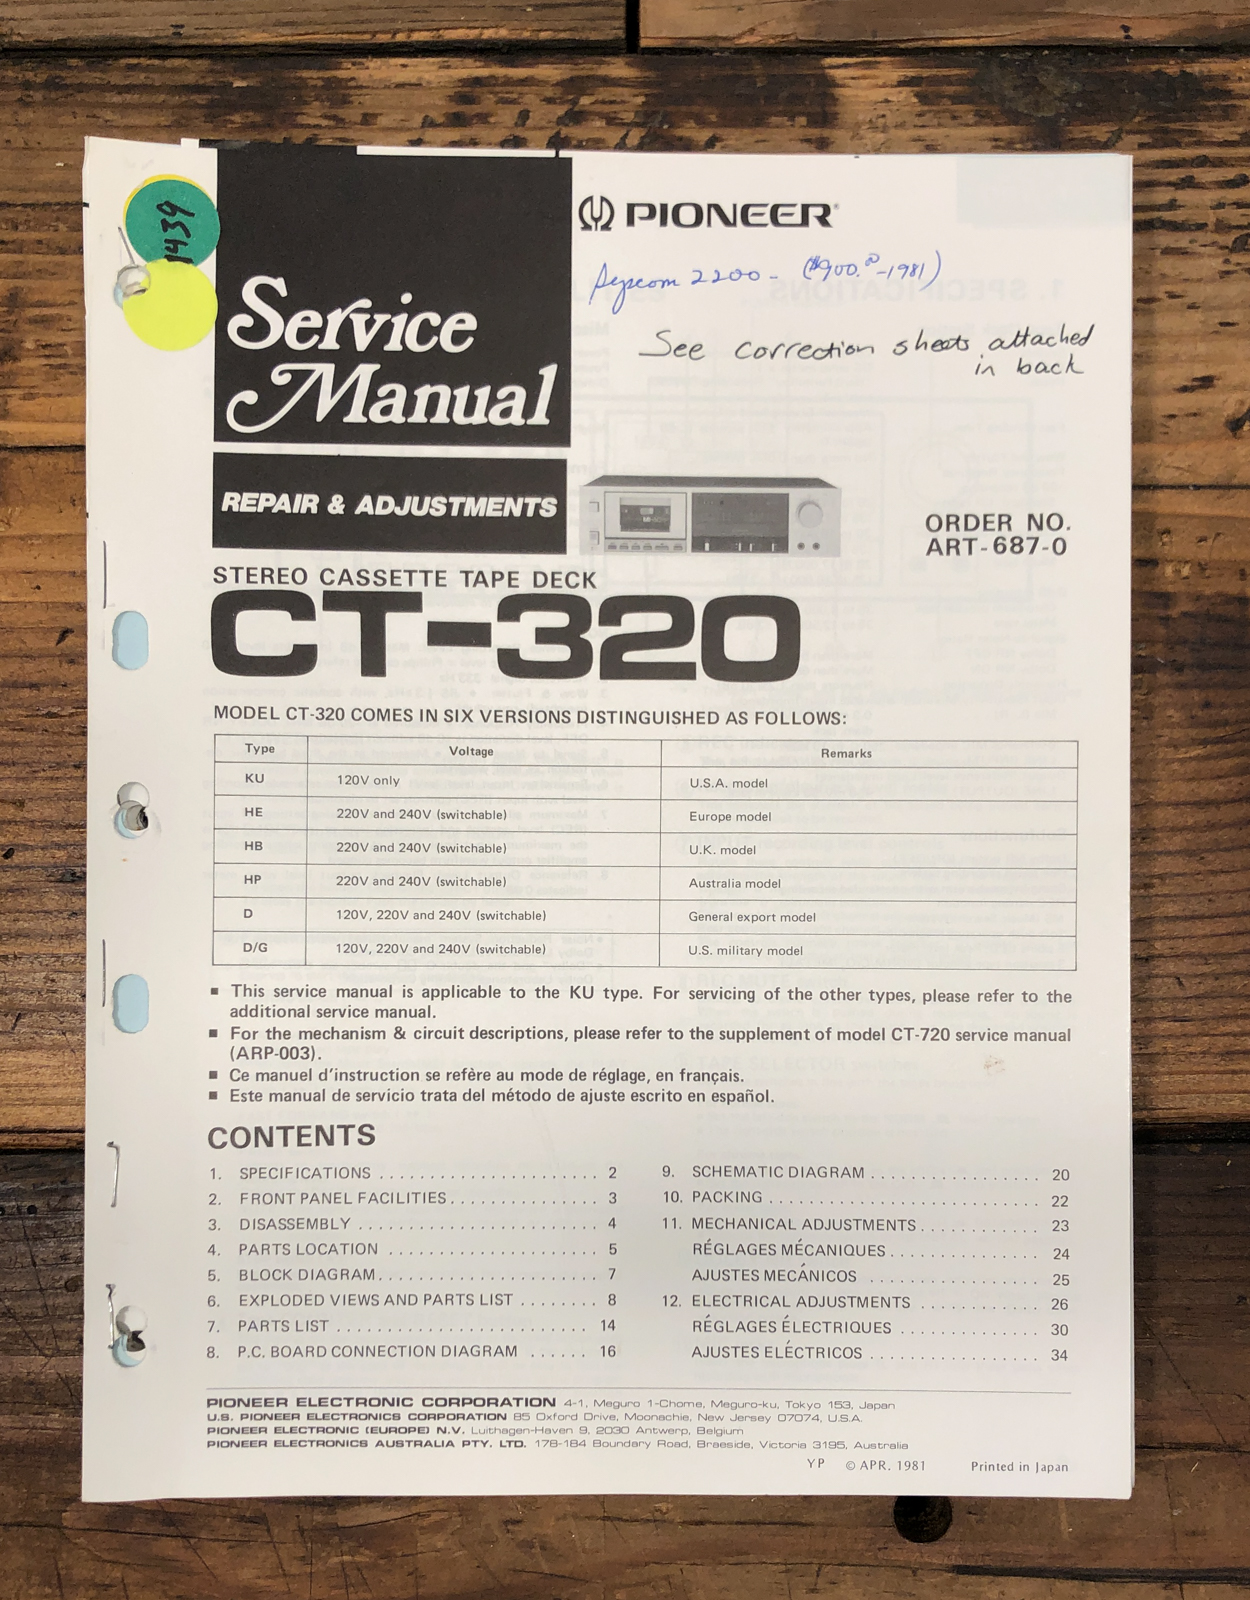 439
PIONEER
2200 - ($900.00-1981)
See correction sheets attached
in back
Service
Manual
REPAIR & ADJUSTMENTS
ORDER NO.
ART-687-0
STEREO CASSETTE TAPE DECK
CT-320
MODEL CT-320 COMES IN SIX VERSIONS DISTINGUISHED AS FOLLOWS:
Type Voltage Remarks
KU 120V only U.S.A. model
HE 220V and 240V (switchable) Europe model
HB 220V and 240V (switchable) U.K. model
HP 220V and 240V (switchable) Australia model
D 120V, 220V and 240V (switchable) General export model
D/G 120V, 220V and 240V (switchable) U.S. military model
■ This service manual is applicable to the KU type. For servicing of the other types, please refer to the
additional service manual.
■ For the mechanism & circuit descriptions, please refer to the supplement of model CT-720 service manual
(ARP-003).
■ Ce manuel d'instruction se refère au mode de réglage, en français.
■ Este manual de servicio trata del método de ajuste escrito en español.
CONTENTS
1. SPECIFICATIONS ...................... 2
2. FRONT PANEL FACILITIES ............... 3
3. DISASSEMBLY ........................ 4
4. PARTS LOCATION ..................... 5
5. BLOCK DIAGRAM ...................... 7
6. EXPLODED VIEWS AND PARTS LIST ........ 8
7. PARTS LIST ......................... 14
8. P.C. BOARD CONNECTION DIAGRAM ...... 16
9. SCHEMATIC DIAGRAM ................. 20
10. PACKING ........................... 22
11. MECHANICAL ADJUSTMENTS ............ 23
RÉGLAGES MÉCANIQUES ............... 24
AJUSTES MECÁNICOS ................. 25
12. ELECTRICAL ADJUSTMENTS ............ 26
RÉGLAGES ÉLECTRIQUES .............. 30
AJUSTES ELÉCTRICOS ................. 34
PIONEER ELECTRONIC CORPORATION 4-1, Meguro 1-Chome, Meguro-ku, Tokyo 153, Japan
U.S. PIONEER ELECTRONICS CORPORATION 85 Oxford Drive, Moonachie, New Jersey 07074, U.S.A.
PIONEER ELECTRONIC (EUROPE) N.V. Luithagen-Haven 9, 2030 Antwerp, Belgium
PIONEER ELECTRONICS AUSTRALIA PTY. LTD. 178-184 Boundary Road, Braeside, Victoria 3195, Australia
YP © APR. 1981 Printed in Japan